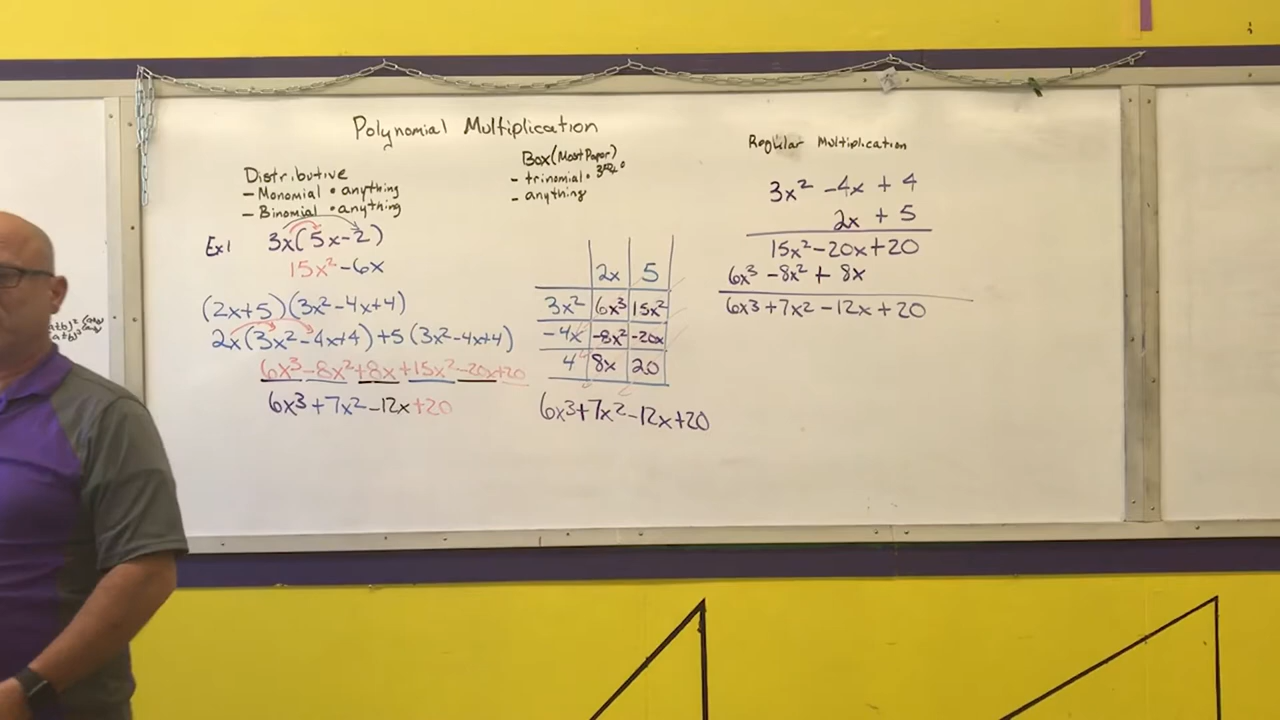 Polynomial Multiplication
Distributive
- Monomial • anything
- Binomial • anything
Ex1 3x(5x-2)
15x² - 6x
(2x+5)(3x²-4x+4)
2x(3x²-4x+4)+5(3x²-4x+4)
6x³-8x²+8x+15x²-20x+20
6x³+7x²-12x+20
Box (Most Paper)
- trinomial •
- anything
2x 5
3x² 6x³ 15x²
-4x -8x² -20x
4 8x 20
6x³+7x²-12x+20
Regular Multiplication
3x² -4x + 4
2x + 5
15x²-20x+20
6x³ -8x² + 8x
6x³+7x²-12x+20
(a+b)²